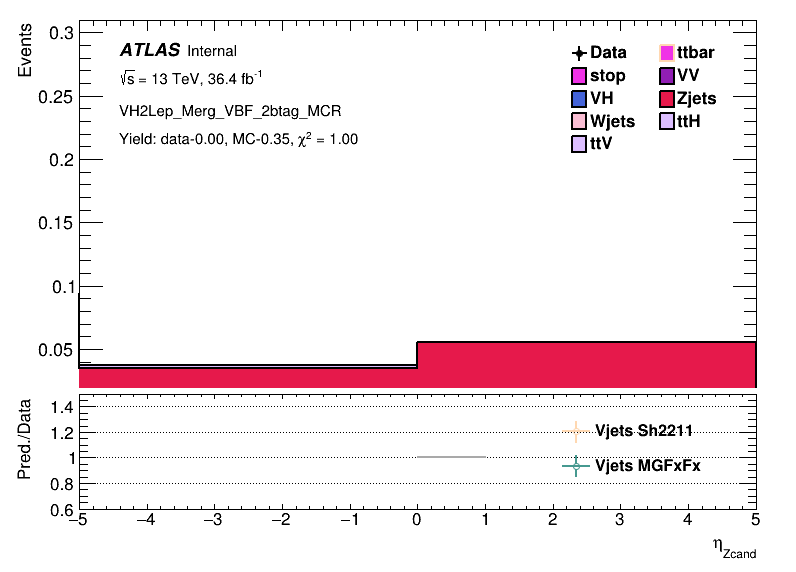 Events
0.3
0.25
0.2
0.15
0.1
0.05
ATLAS Internal
√s = 13 TeV, 36.4 fb⁻¹
VH2Lep_Merg_VBF_2btag_MCR
Yield: data-0.00, MC-0.35, χ² = 1.00
Data
ttbar
stop
VV
VH
Zjets
Wjets
ttH
ttV
Pred./Data
1.4
1.2
1
0.8
0.6
Vjets Sh2211
Vjets MGFxFx
−5 −4 −3 −2 −1 0 1 2 3 4 5
η_Zcand